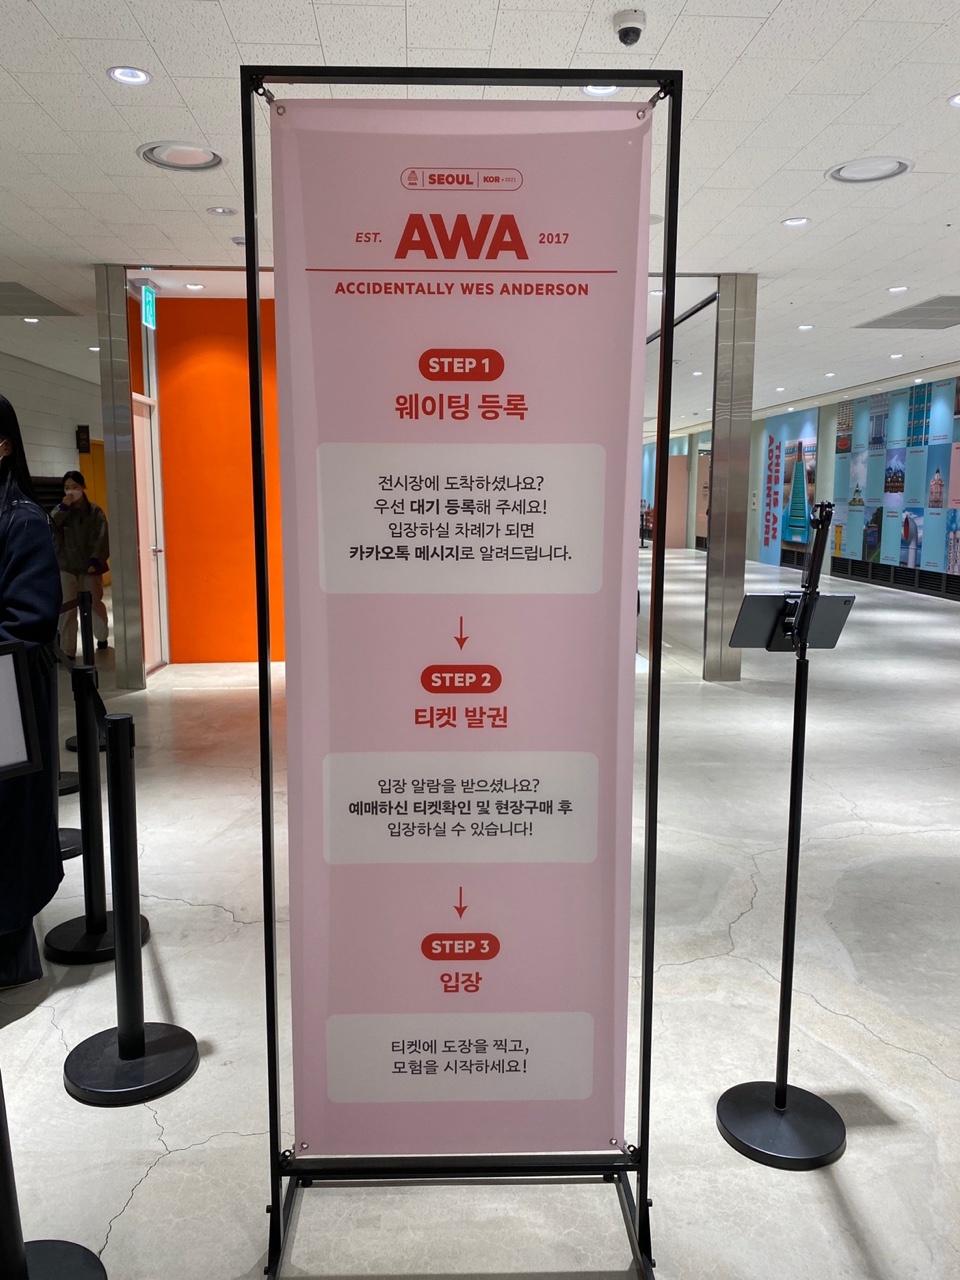 SEOUL KOR • 2021
EST. AWA 2017
ACCIDENTALLY WES ANDERSON
STEP 1
웨이팅 등록
전시장에 도착하셨나요?
우선 대기 등록해 주세요!
입장하실 차례가 되면
카카오톡 메시지로 알려드립니다.
↓
STEP 2
티켓 발권
입장 알람을 받으셨나요?
예매하신 티켓확인 및 현장구매 후
입장하실 수 있습니다!
↓
STEP 3
입장
티켓에 도장을 찍고,
모험을 시작하세요!
THIS IS AN
ADVENTURE